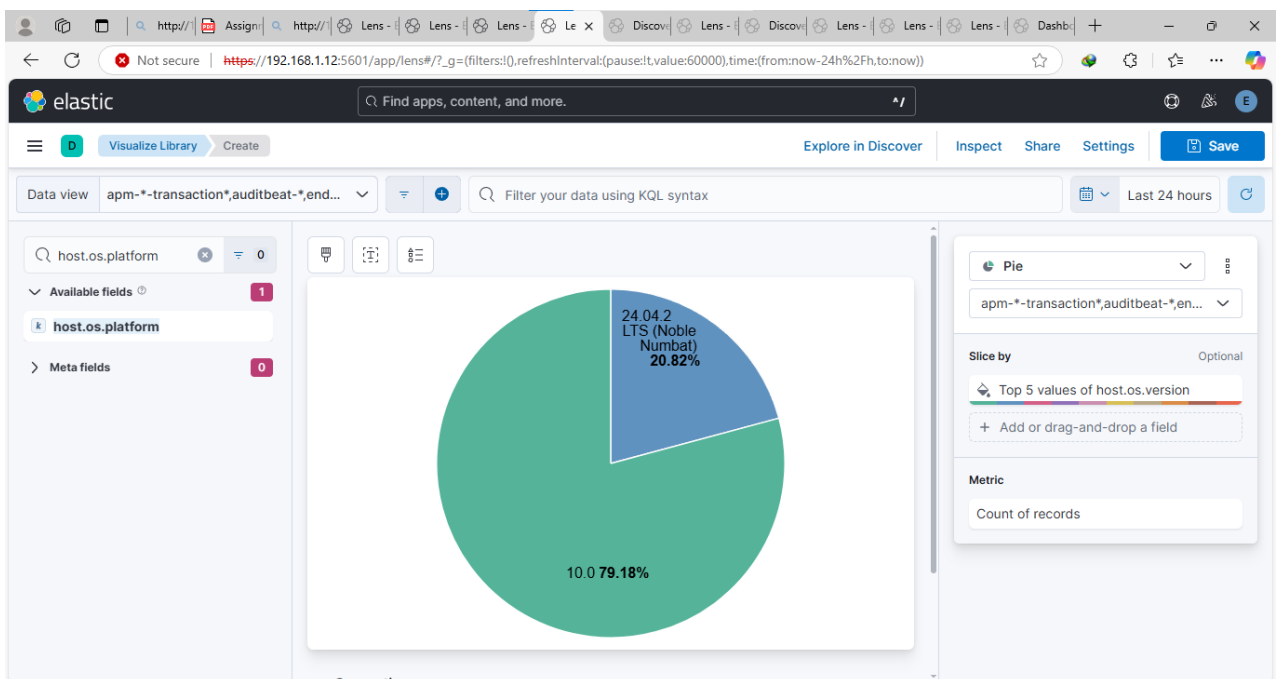 http://1 Assignr http://1 Lens - E Lens - E Lens - E Le Discove Lens - E Discove Lens - E Lens - E Lens - E Dashbo
Not secure https://192.168.1.12:5601/app/lens#/?_g=(filters:!(),refreshInterval:(pause:!t,value:60000),time:(from:now-24h%2Fh,to:now))
elastic Find apps, content, and more. ^/ E
D Visualize Library Create Explore in Discover Inspect Share Settings Save
Data view apm-*-transaction*,auditbeat-*,end... Filter your data using KQL syntax Last 24 hours
host.os.platform 0
Available fields 1
k host.os.platform
Meta fields 0
24.04.2
LTS (Noble
Numbat)
20.82%
10.0 79.18%
Pie
apm-*-transaction*,auditbeat-*,en...
Slice by Optional
Top 5 values of host.os.version
+ Add or drag-and-drop a field
Metric
Count of records